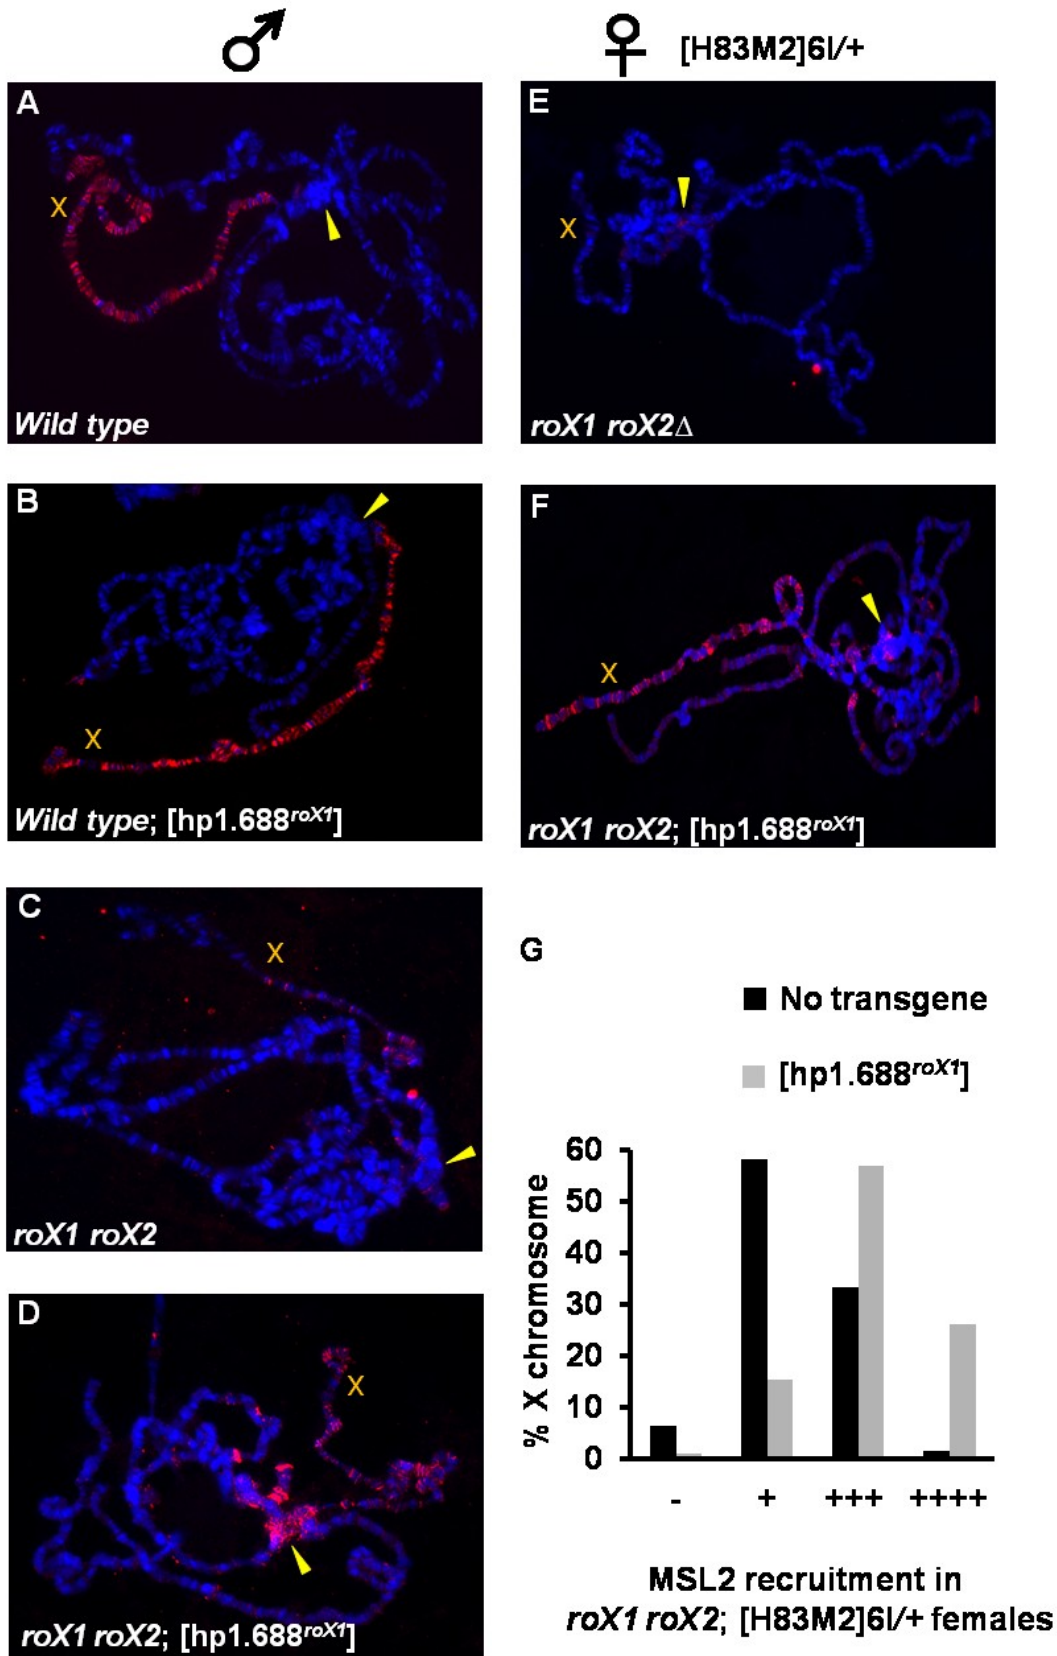 ♂
♀ [H83M2]6I/+
A
X
Wild type
B
X
Wild type; [hp1.688roX1]
C
X
roX1 roX2
D
X
roX1 roX2; [hp1.688roX1]
E
X
roX1 roX2Δ
F
X
roX1 roX2; [hp1.688roX1]
G
No transgene
[hp1.688roX1]
% X chromosome
60
50
40
30
20
10
0
- + +++ ++++
MSL2 recruitment in
roX1 roX2; [H83M2]6I/+ females